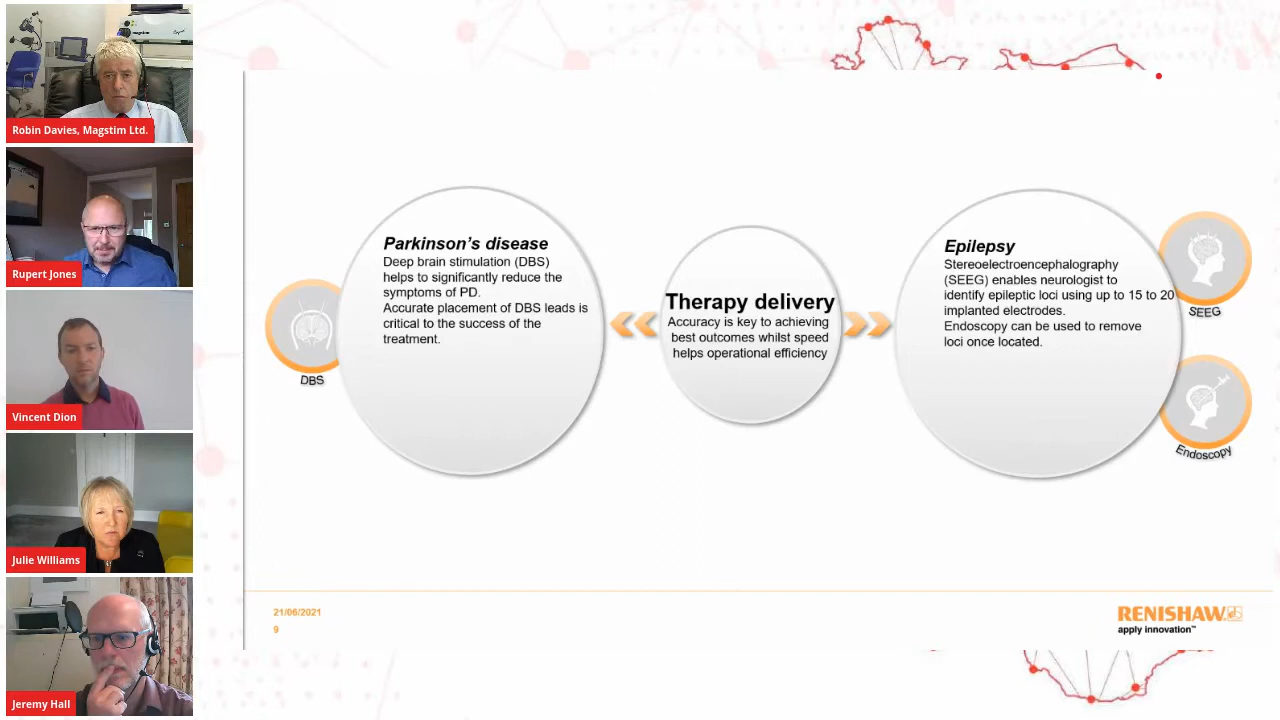 magstim
Robin Davies, Magstim Ltd.
Rupert Jones
Vincent Dion
Julie Williams
Jeremy Hall
DBS
Parkinson's disease
Deep brain stimulation (DBS)
helps to significantly reduce the
symptoms of PD.
Accurate placement of DBS leads is
critical to the success of the
treatment.
Therapy delivery
Accuracy is key to achieving
best outcomes whilst speed
helps operational efficiency
Epilepsy
Stereoelectroencephalography
(SEEG) enables neurologist to
identify epileptic loci using up to 15 to 20
implanted electrodes.
Endoscopy can be used to remove
loci once located.
SEEG
Endoscopy
21/06/2021
9
RENISHAW
apply innovation™